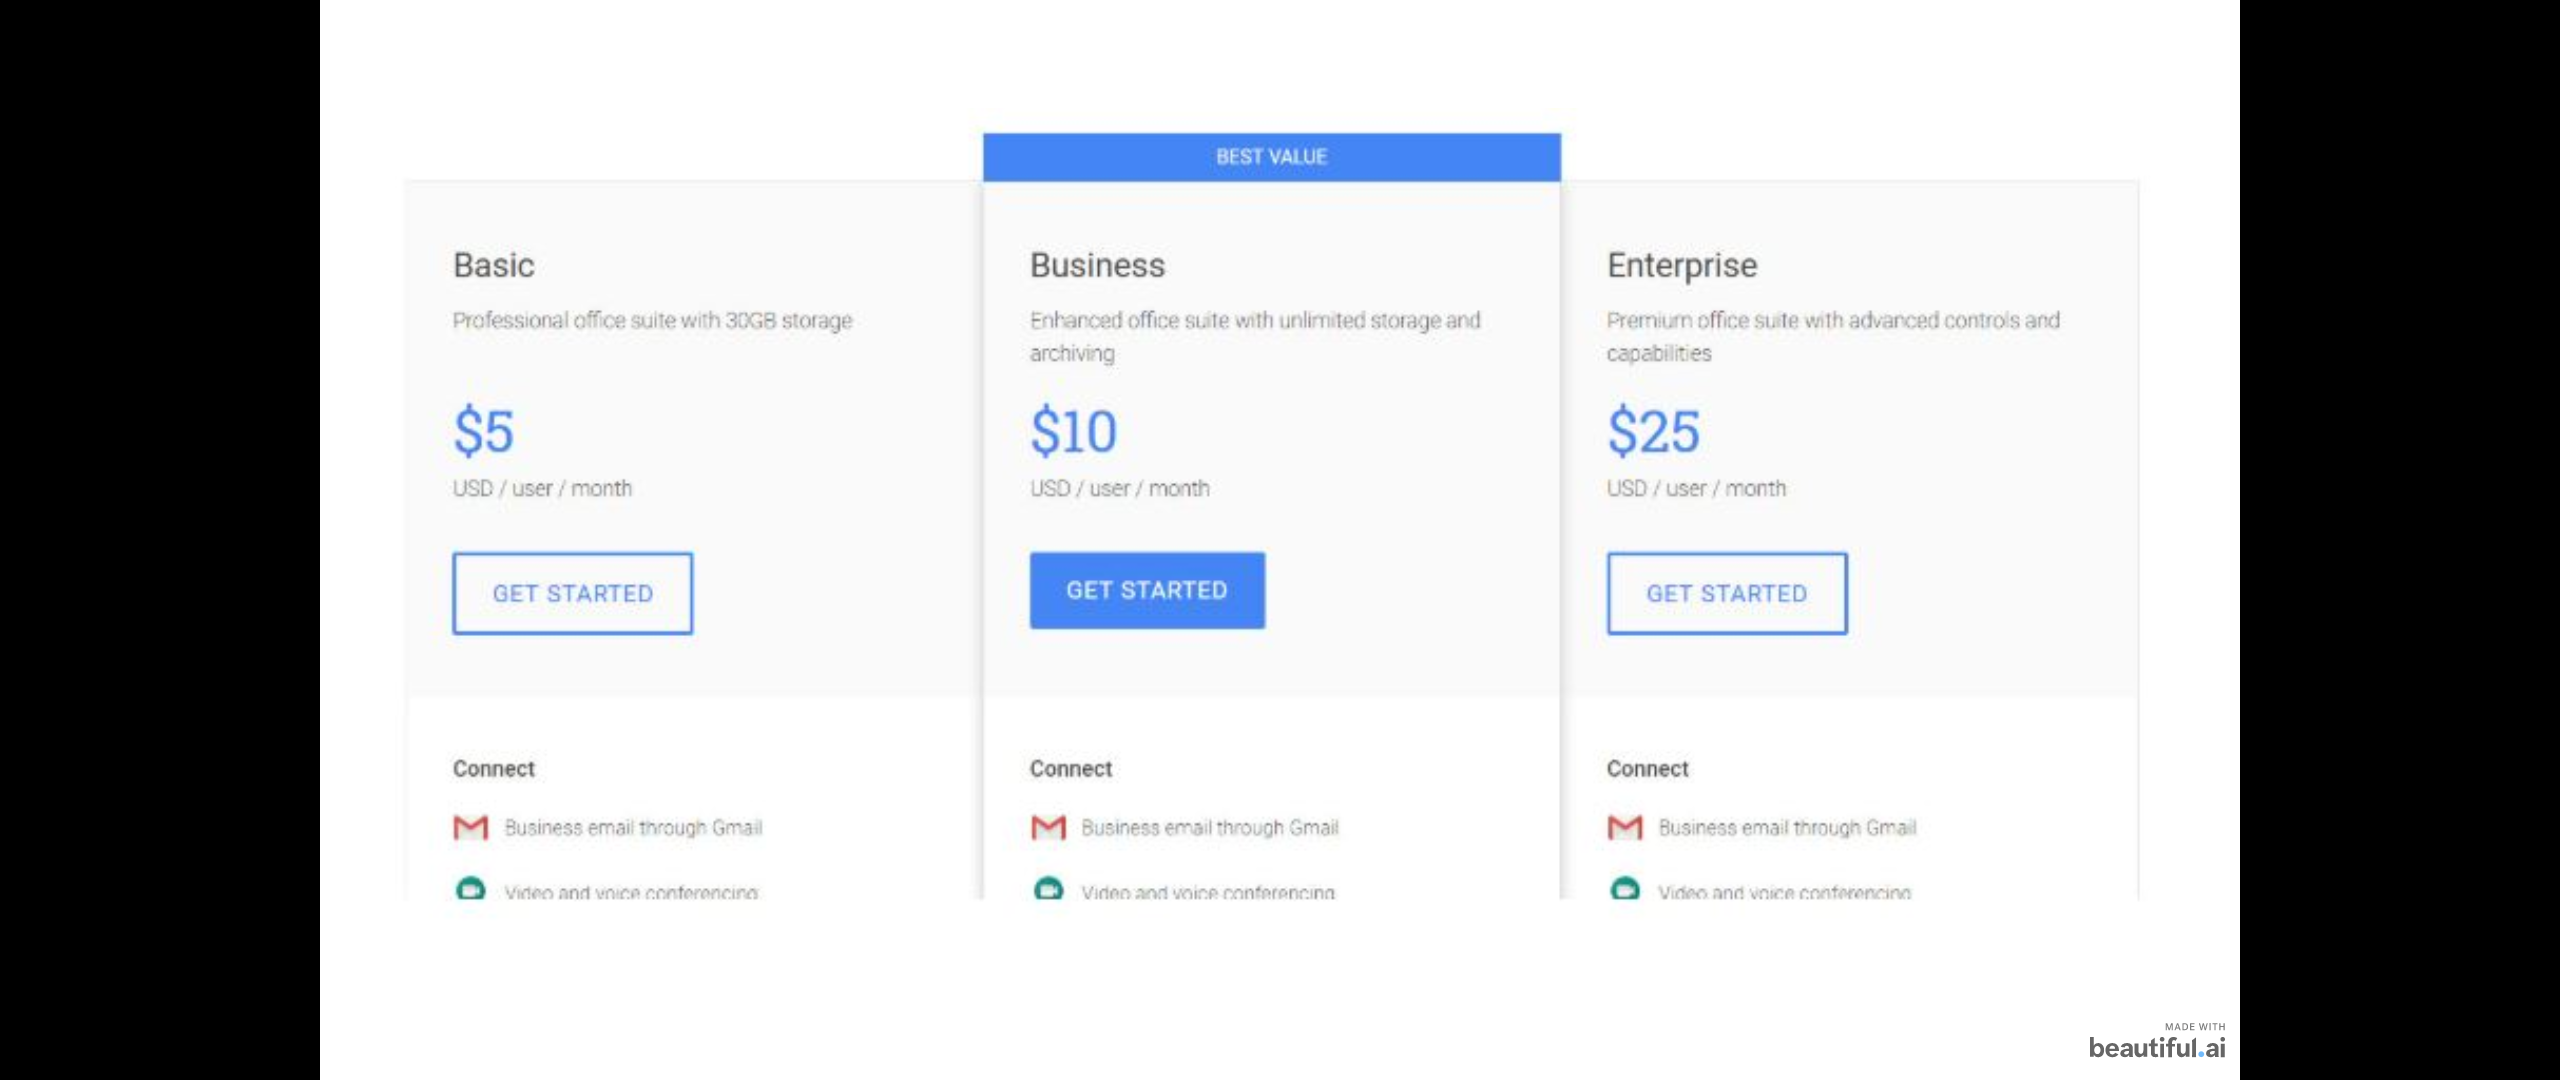 BEST VALUE
Basic
Professional office suite with 30GB storage
$5
USD / user / month
GET STARTED
Connect
Business email through Gmail
Video and voice conferencing
Business
Enhanced office suite with unlimited storage and
archiving
$10
USD / user / month
GET STARTED
Connect
Business email through Gmail
Video and voice conferencing
Enterprise
Premium office suite with advanced controls and
capabilities
$25
USD / user / month
GET STARTED
Connect
Business email through Gmail
Video and voice conferencing
MADE WITH
beautiful.ai